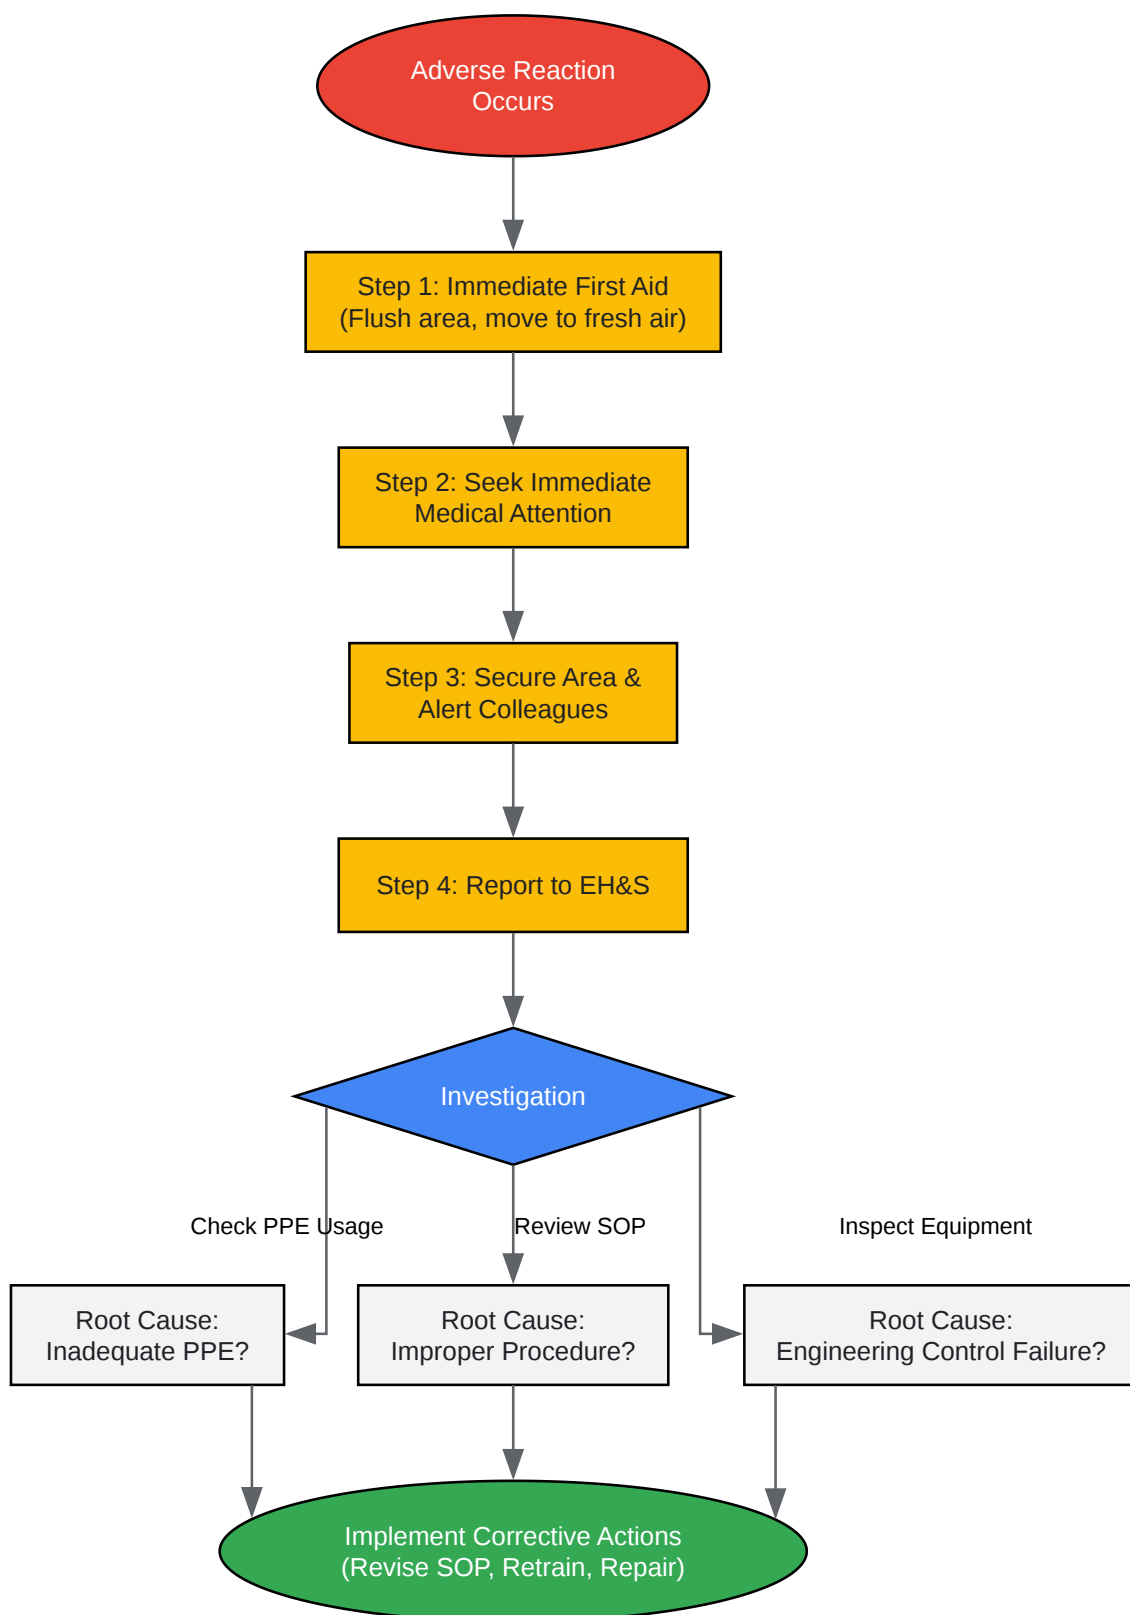 Adverse Reaction
Occurs
Step 1: Immediate First Aid
(Flush area, move to fresh air)
Step 2: Seek Immediate
Medical Attention
Step 3: Secure Area &
Alert Colleagues
Step 4: Report to EH&S
Investigation
Check PPE Usage
Review SOP
Inspect Equipment
Root Cause:
Inadequate PPE?
Root Cause:
Improper Procedure?
Root Cause:
Engineering Control Failure?
Implement Corrective Actions
(Revise SOP, Retrain, Repair)